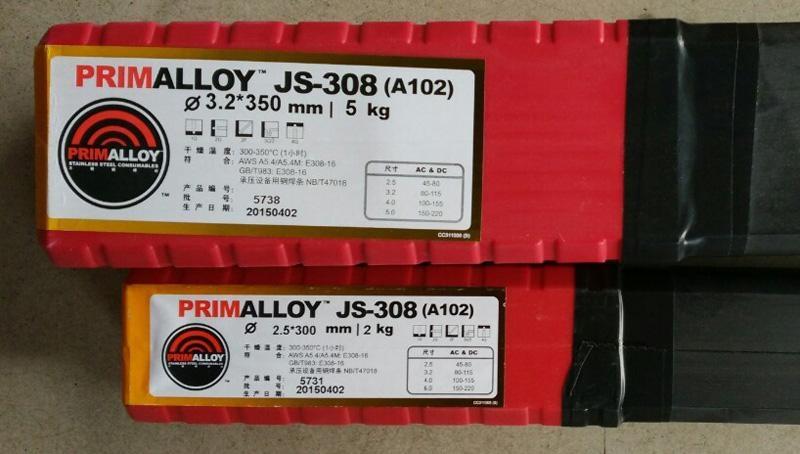 PRIMALLOY™ JS-308 (A102)
Ø 3.2*350 mm | 5 kg
PRIMALLOY
STAINLESS STEEL CONSUMABLES
TM
干燥温度: 300-350°C (1小时)
符 合: AWS A5.4/A5.4M: E308-16
GB/T983: E308-16
承压设备用钢焊条 NB/T47018
产品编号:
批 号: 5738
生产日期: 20150402
尺寸 AC & DC
2.5 45-80
3.2 80-115
4.0 100-155
5.0 150-220
PRIMALLOY™ JS-308 (A102)
Ø 2.5*300 mm | 2 kg
PRIMALLOY
STAINLESS STEEL CONSUMABLES
TM
干燥温度: 300-350°C (1小时)
符 合: AWS A5.4/A5.4M: E308-16
GB/T983: E308-16
承压设备用钢焊条 NB/T47018
产品编号:
批 号: 5731
生产日期: 20150402
尺寸 AC & DC
2.5 45-80
3.2 80-115
4.0 100-155
5.0 150-220